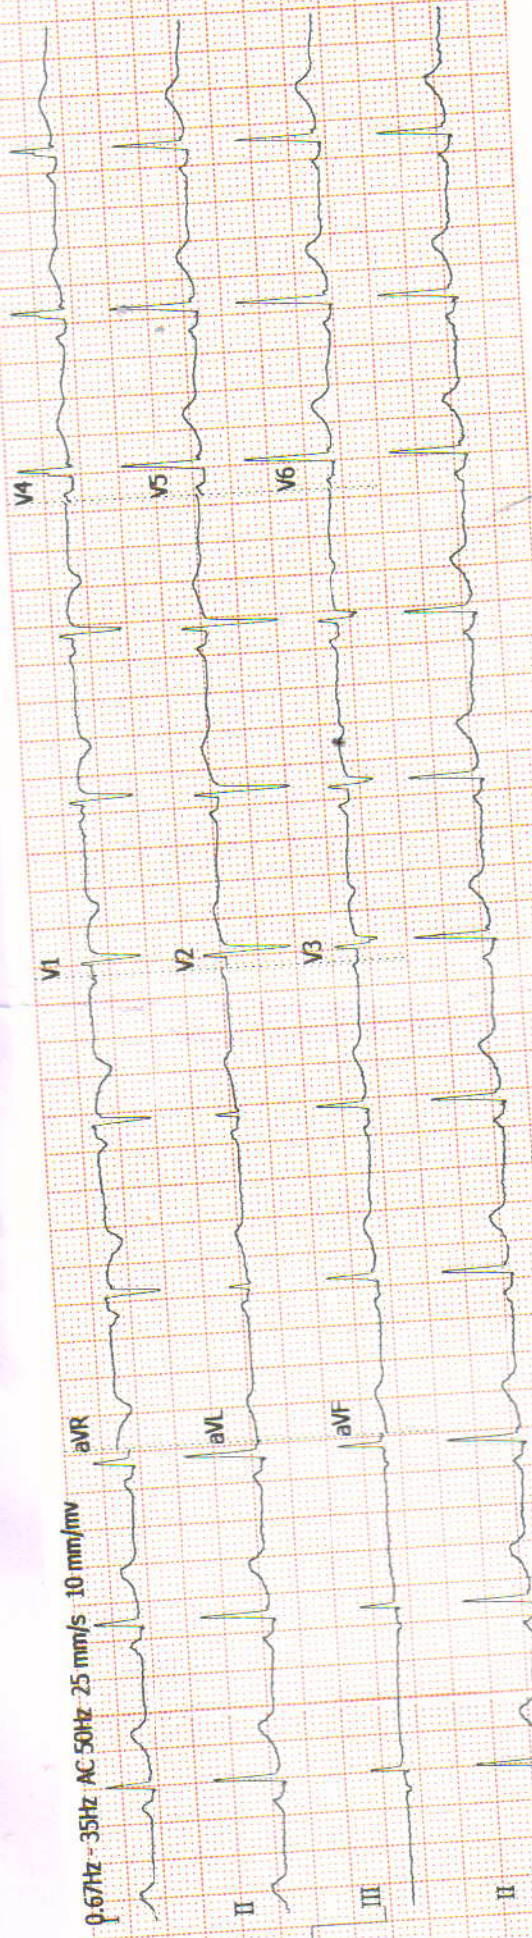 0.67Hz - 35Hz AC 50Hz 25 mm/s 10 mm/mv
I aVR V1 V4
II aVL V2 V5
III aVF V3 V6
II